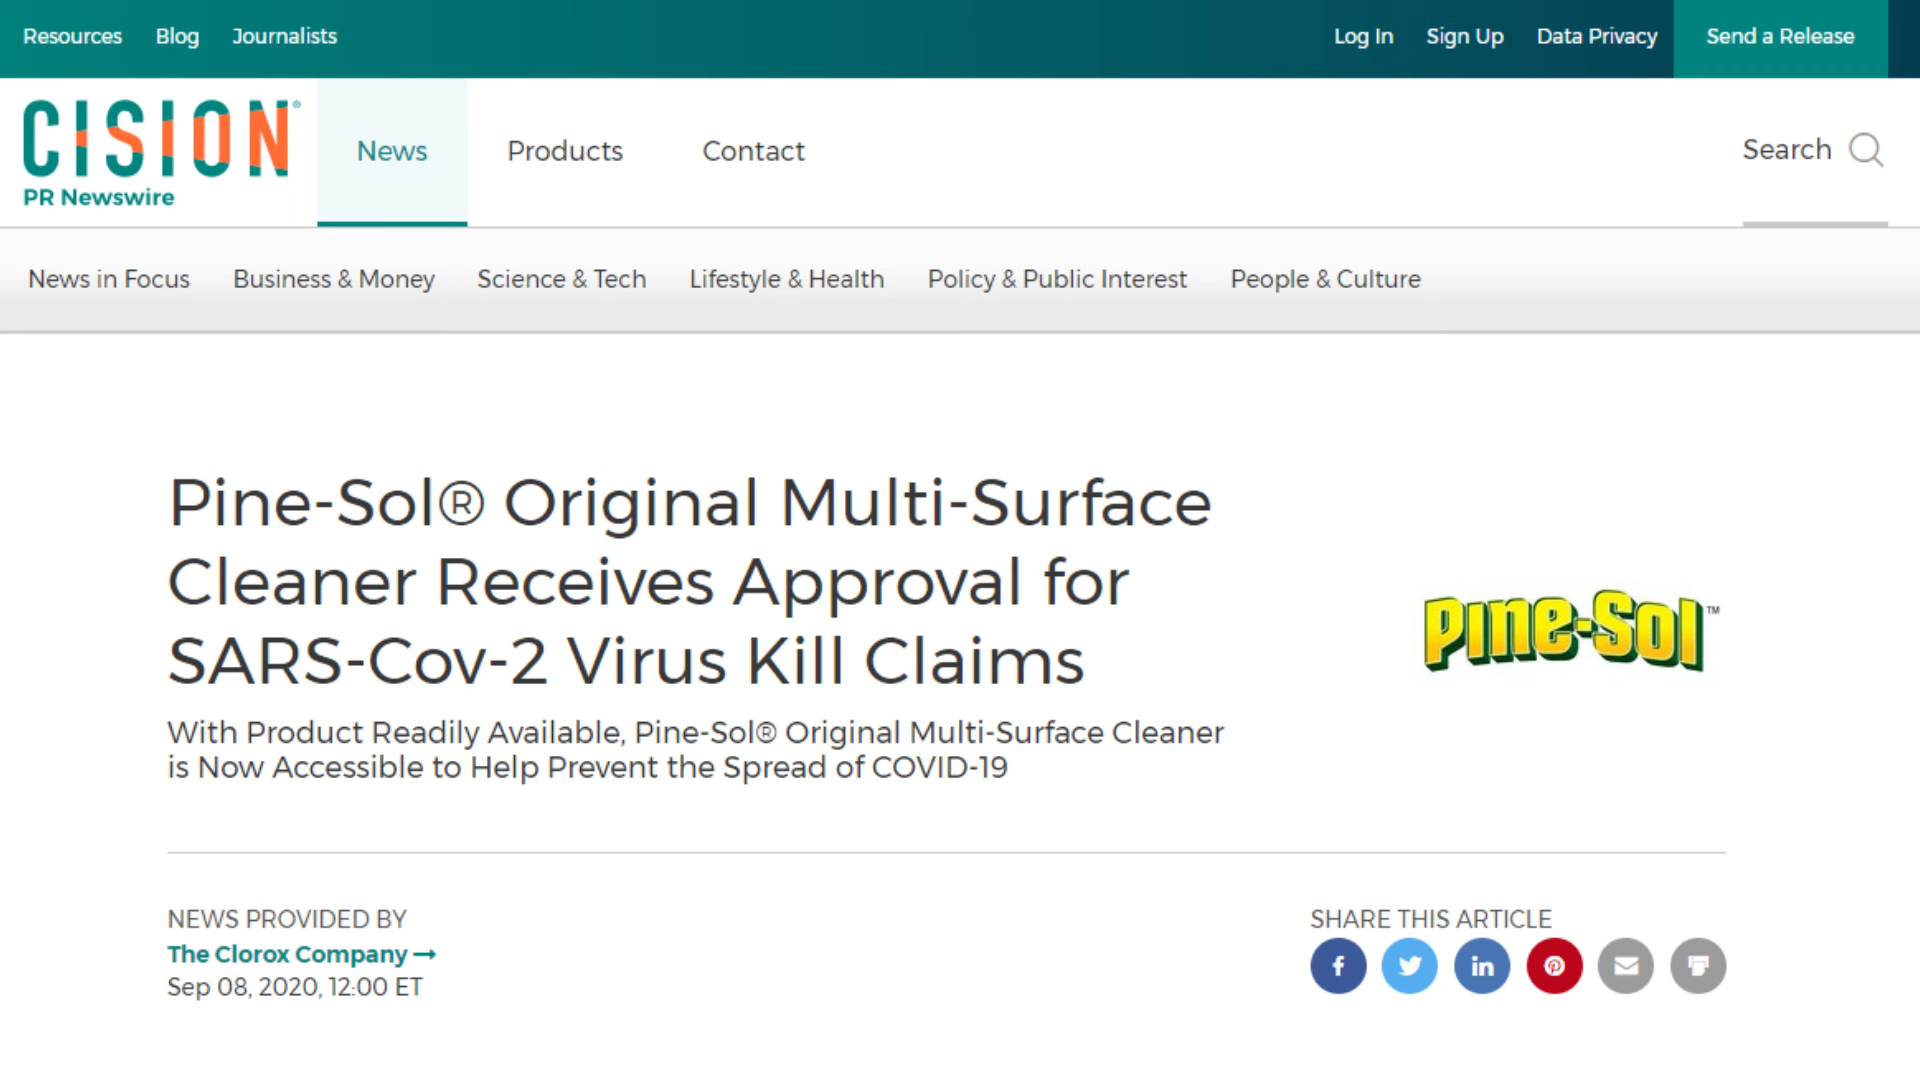 Resources Blog Journalists Log In Sign Up Data Privacy Send a Release
CISION®
PR Newswire
News Products Contact Search
News in Focus Business & Money Science & Tech Lifestyle & Health Policy & Public Interest People & Culture
Pine-Sol® Original Multi-Surface
Cleaner Receives Approval for
SARS-Cov-2 Virus Kill Claims
Pine-Sol™
With Product Readily Available, Pine-Sol® Original Multi-Surface Cleaner
is Now Accessible to Help Prevent the Spread of COVID-19
NEWS PROVIDED BY
The Clorox Company →
Sep 08, 2020, 12:00 ET
SHARE THIS ARTICLE